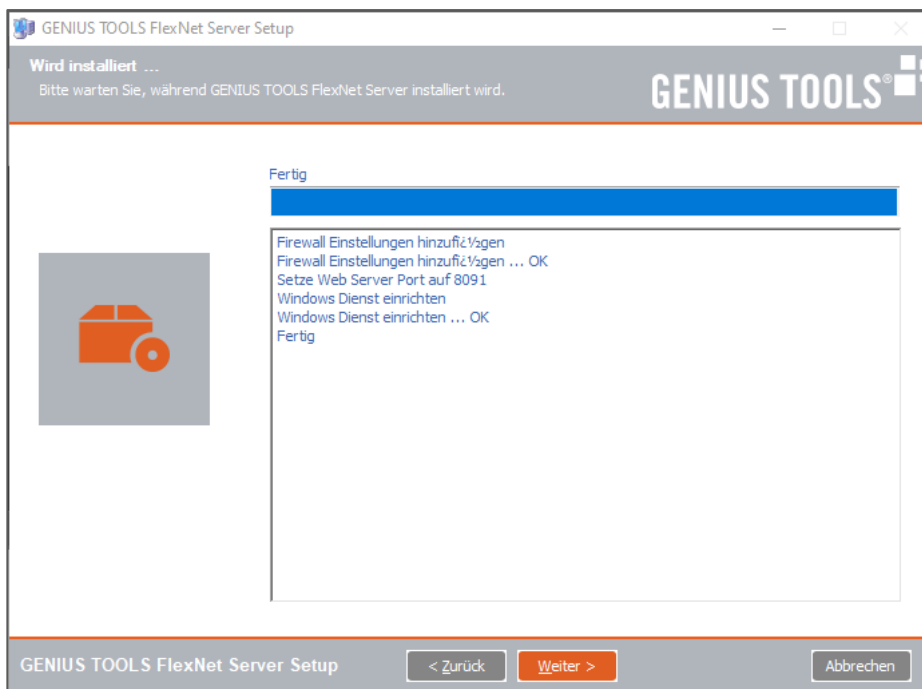 GENIUS TOOLS FlexNet Server Setup
Wird installiert ...
Bitte warten Sie, während GENIUS TOOLS FlexNet Server installiert wird.
GENIUS TOOLS®
Fertig
Firewall Einstellungen hinzufï¿½gen
Firewall Einstellungen hinzufï¿½gen ... OK
Setze Web Server Port auf 8091
Windows Dienst einrichten
Windows Dienst einrichten ... OK
Fertig
GENIUS TOOLS FlexNet Server Setup
< Zurück
Weiter >
Abbrechen